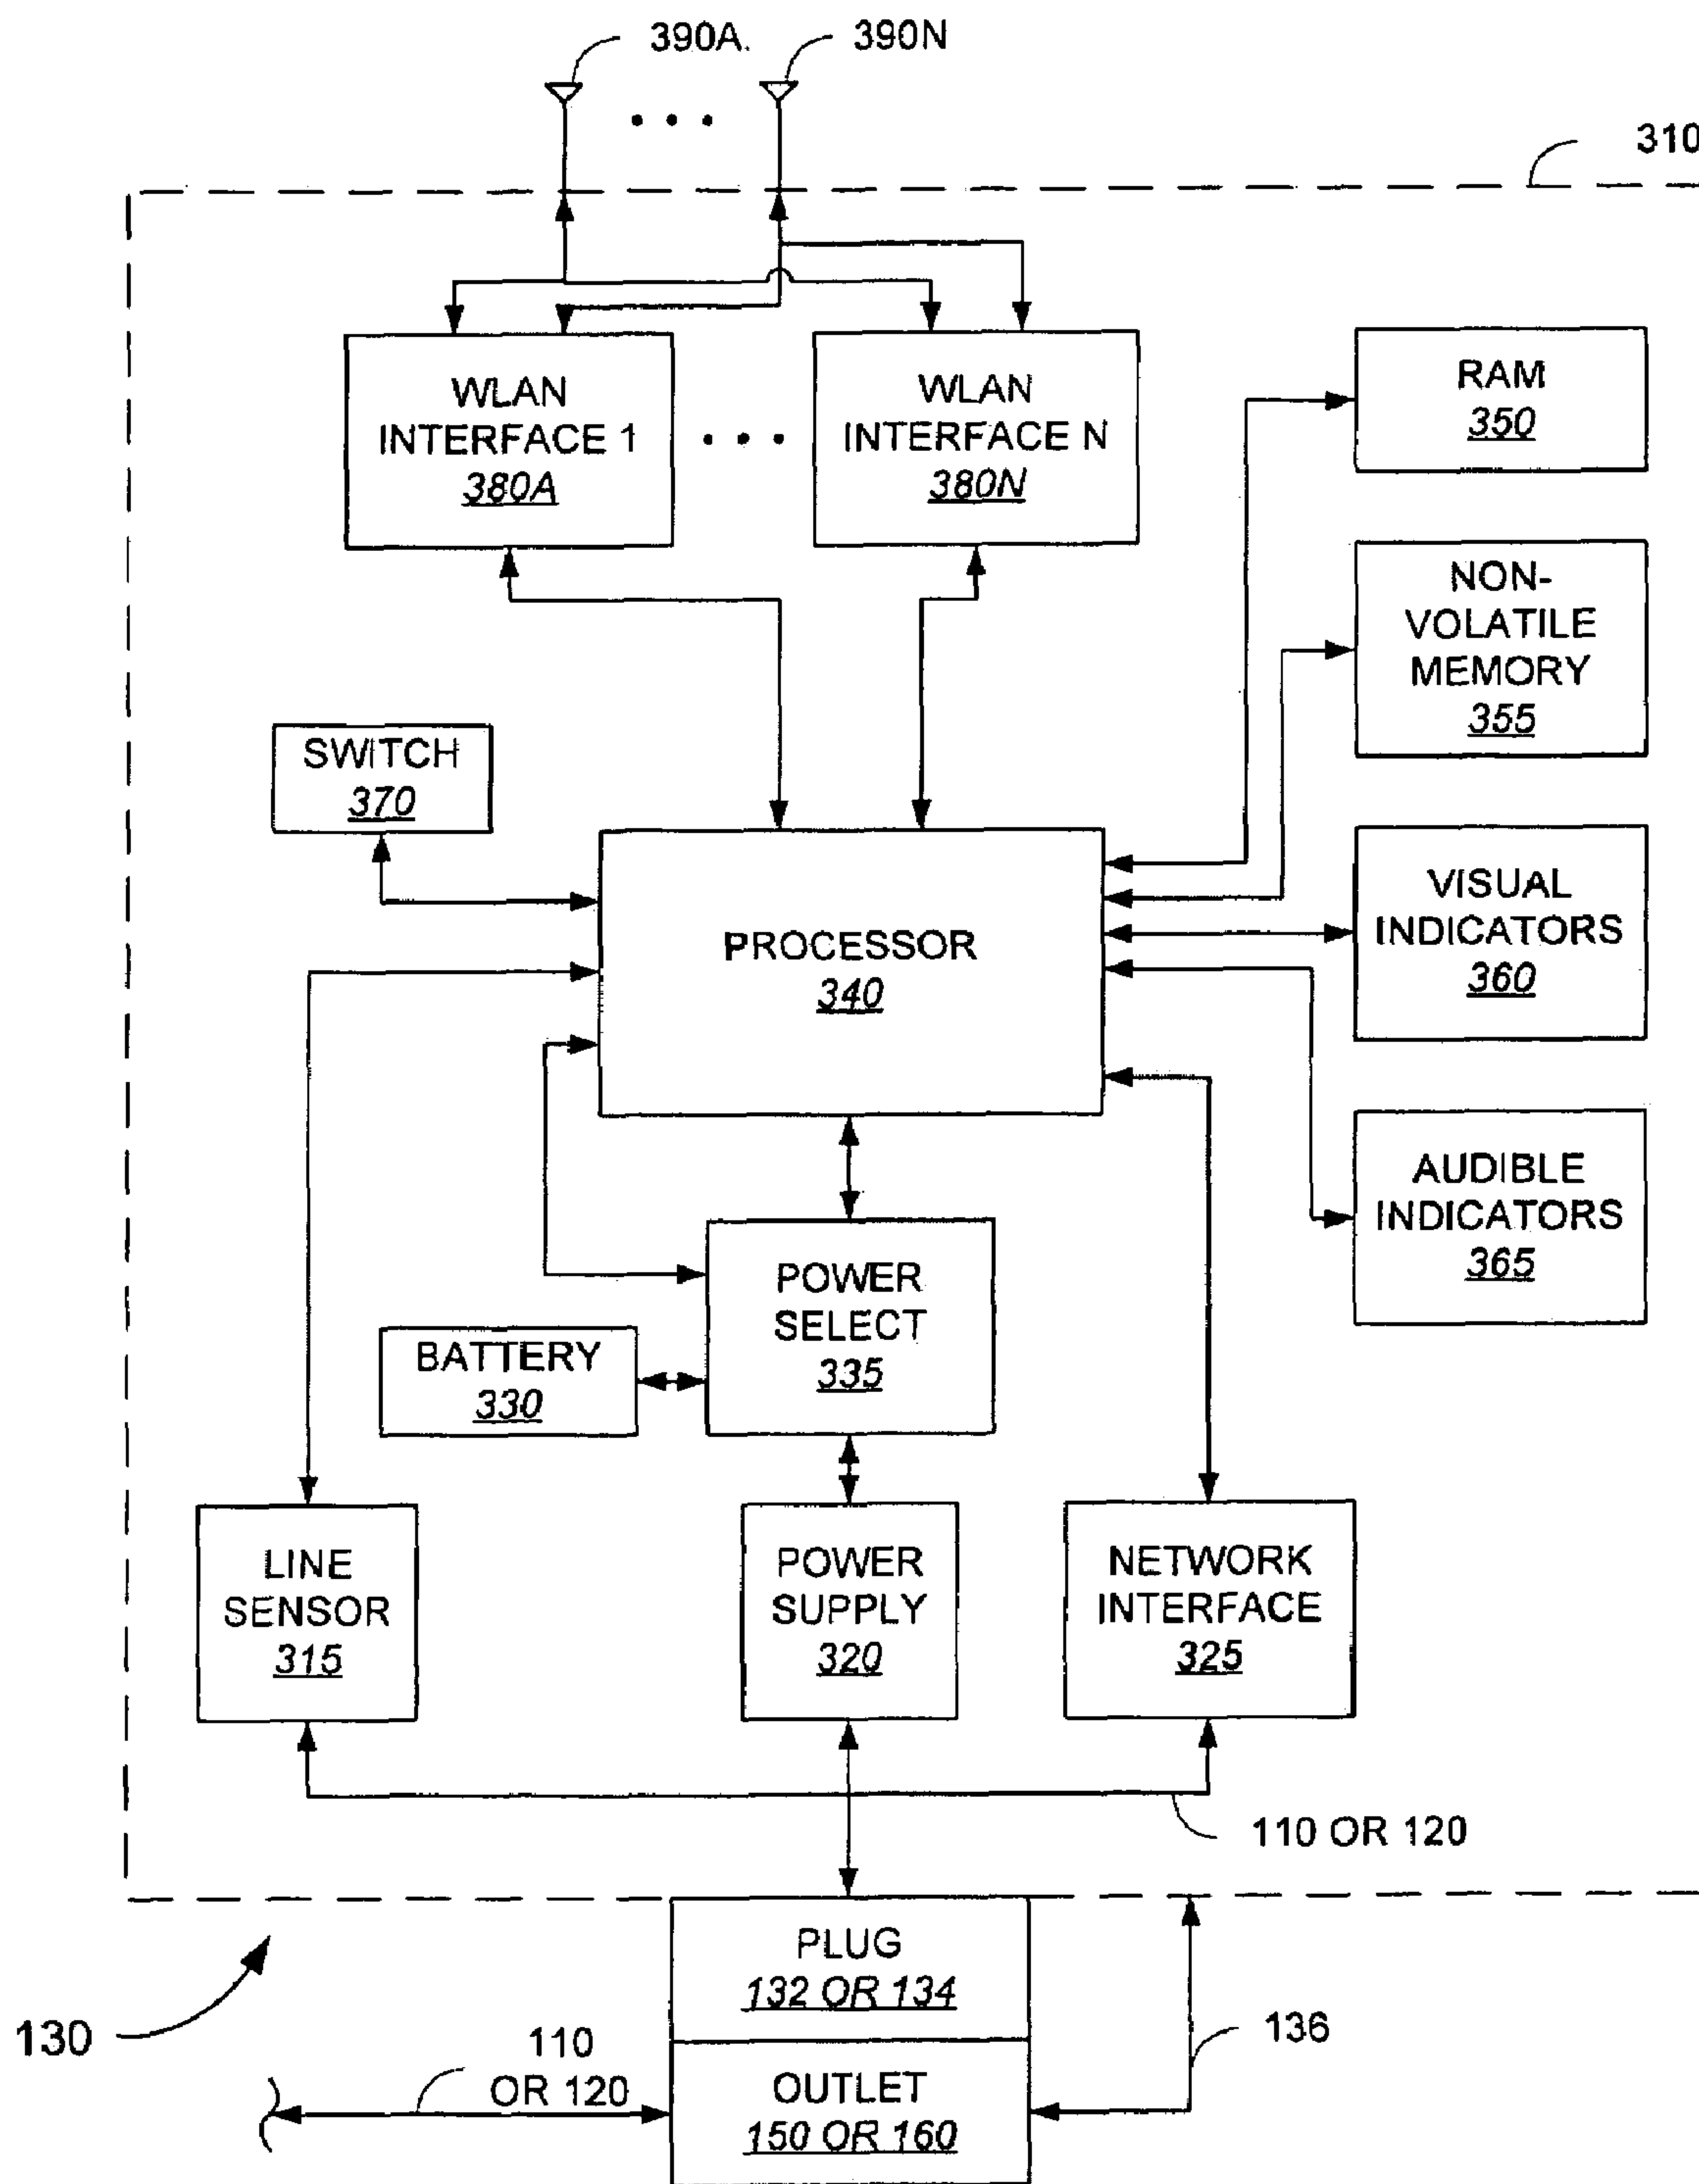 390A.
390N
310
WLAN
INTERFACE 1
380A
WLAN
INTERFACE N
380N
RAM
350
NON-
VOLATILE
MEMORY
355
SWITCH
370
PROCESSOR
340
VISUAL
INDICATORS
360
AUDIBLE
INDICATORS
365
POWER
SELECT
335
BATTERY
330
LINE
SENSOR
315
POWER
SUPPLY
320
NETWORK
INTERFACE
325
110 OR 120
PLUG
132 OR 134
130
110
OR 120
OUTLET
150 OR 160
136